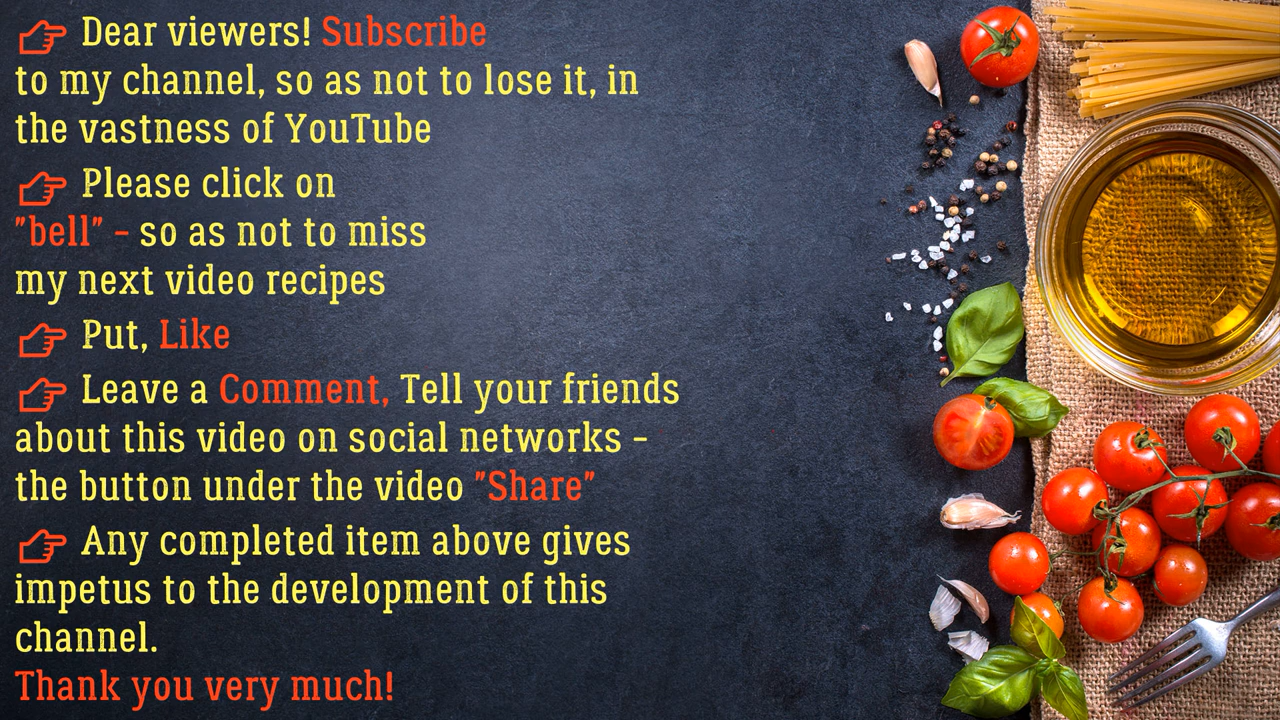 Dear viewers! Subscribe
to my channel, so as not to lose it, in
the vastness of YouTube
Please click on
"bell" - so as not to miss
my next video recipes
Put, Like
Leave a Comment, Tell your friends
about this video on social networks -
the button under the video "Share"
Any completed item above gives
impetus to the development of this
channel.
Thank you very much!